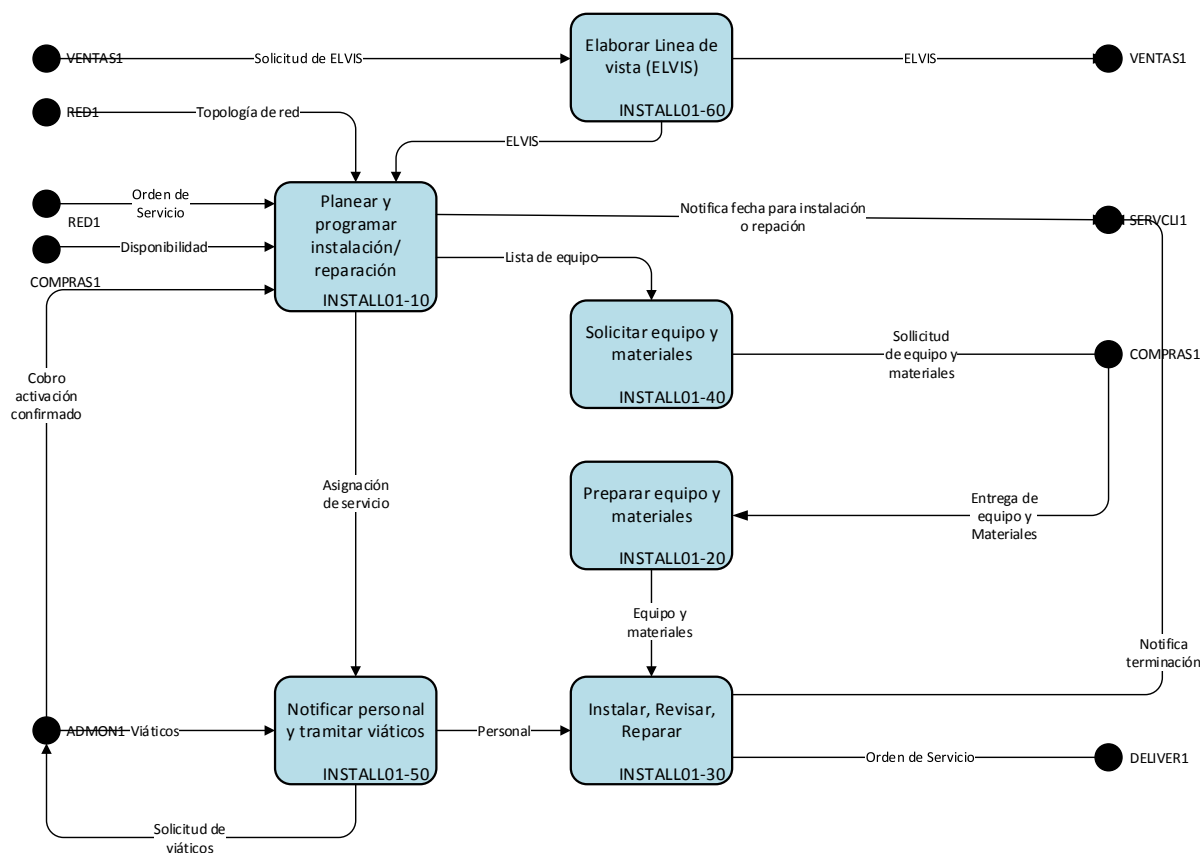 Elaborar Linea de
vista (ELVIS)
INSTALL01-60
VENTAS1
Solicitud de ELVIS
ELVIS
VENTAS1
RED1
Topología de red
ELVIS
Orden de
Servicio
RED1
Disponibilidad
COMPRAS1
Planear y
programar
instalación/
reparación
INSTALL01-10
Notifica fecha para instalación
o repación
SERVCLI1
Lista de equipo
Solicitar equipo y
materiales
INSTALL01-40
Sollicitud
de equipo y
materiales
COMPRAS1
Cobro
activación
confirmado
Asignación
de servicio
Preparar equipo y
materiales
INSTALL01-20
Entrega de
equipo y
Materiales
Equipo y
materiales
Notifica
terminación
ADMON1
Viáticos
Notificar personal
y tramitar viáticos
INSTALL01-50
Personal
Instalar, Revisar,
Reparar
INSTALL01-30
Orden de Servicio
DELIVER1
Solicitud de
viáticos